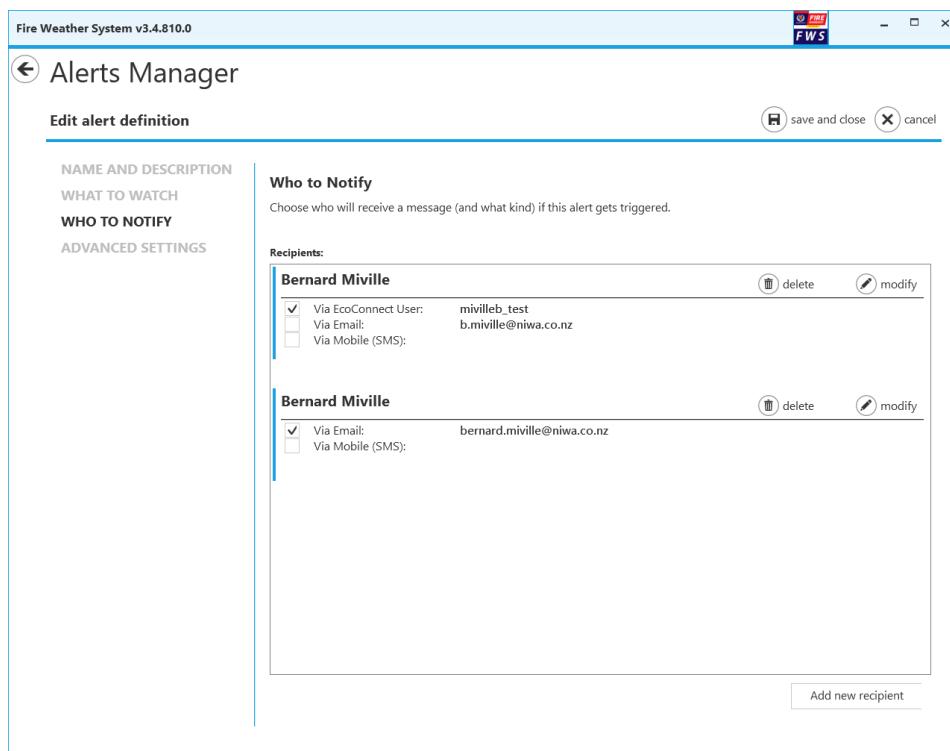 Fire Weather System v3.4.810.0
FIRE
FWS
Alerts Manager
Edit alert definition
save and close
cancel
NAME AND DESCRIPTION
WHAT TO WATCH
WHO TO NOTIFY
ADVANCED SETTINGS
Who to Notify
Choose who will receive a message (and what kind) if this alert gets triggered.
Recipients:
Bernard Miville
delete
modify
Via EcoConnect User: mivilleb_test
Via Email: b.miville@niwa.co.nz
Via Mobile (SMS):
Bernard Miville
delete
modify
Via Email: bernard.miville@niwa.co.nz
Via Mobile (SMS):
Add new recipient